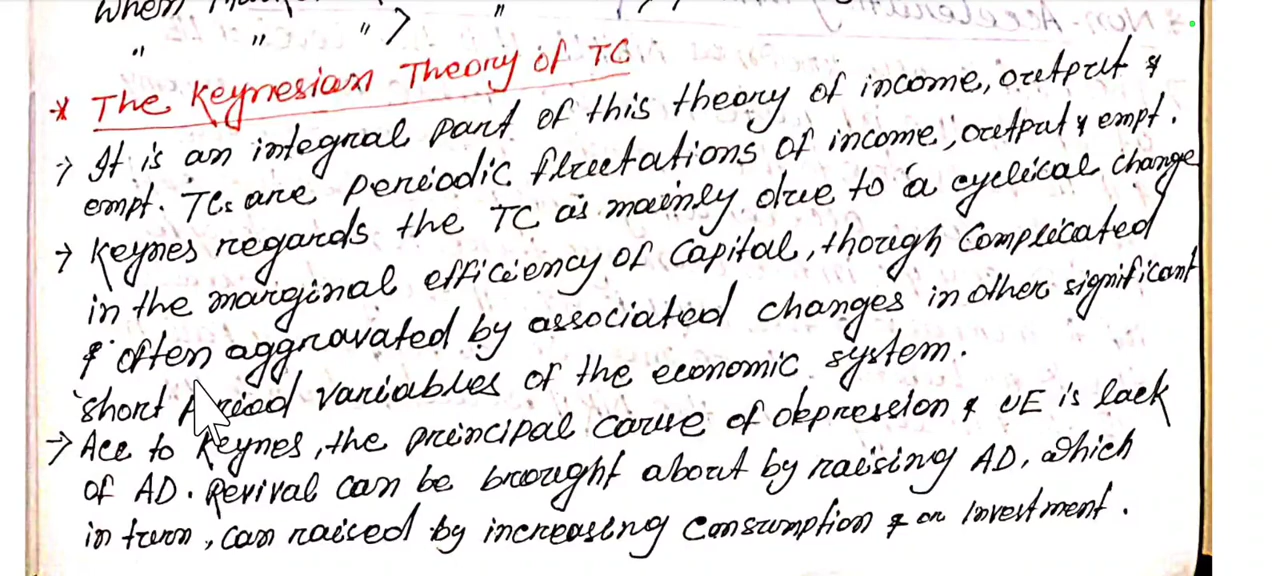 When
" " " > "
* The Keynesian Theory of TC
→ It is an integral part of this theory of income, output &
empt. TCs are periodic fluctations of income, output & empt.
→ Keynes regards the TC as mainly due to a cyclical change
in the marginal efficiency of capital, though complicated
& often aggravated by associated changes in other significant
short period variables of the economic system.
→ Acc to Keynes, the principal cause of depression & UE is lack
of AD. Revival can be brought about by raising AD, which
in turn, can raised by increasing consumption & or investment.